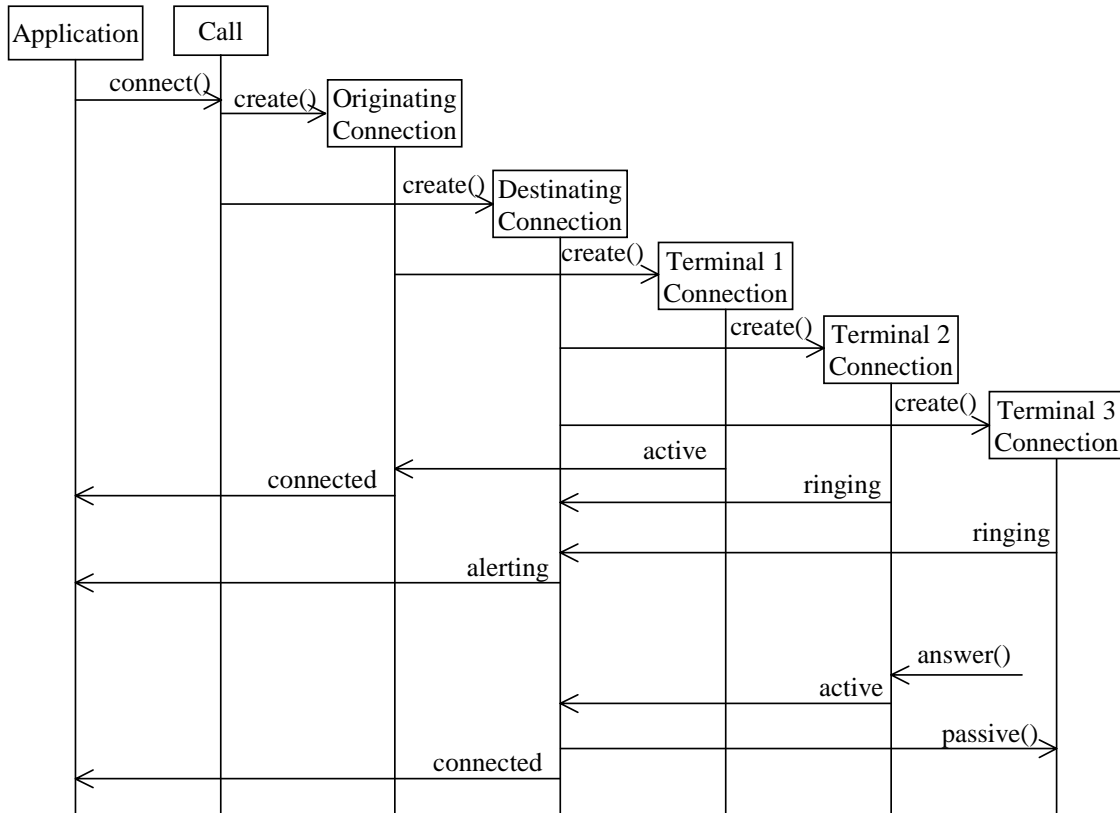 Application
Call
connect()
create()
Originating
Connection
create()
Destinating
Connection
create()
Terminal 1
Connection
create()
Terminal 2
Connection
create()
Terminal 3
Connection
active
connected
ringing
ringing
alerting
answer()
active
passive()
connected